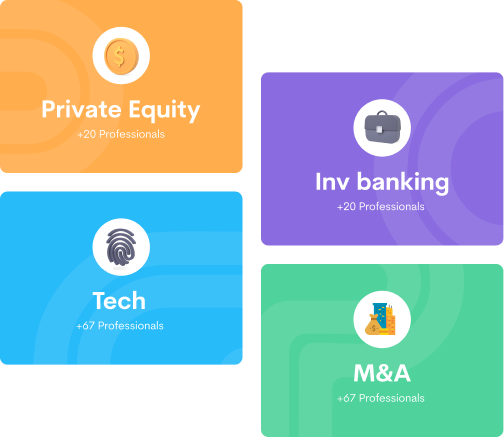 Private Equity
+20 Professionals
Inv banking
+20 Professionals
Tech
+67 Professionals
M&A
+67 Professionals